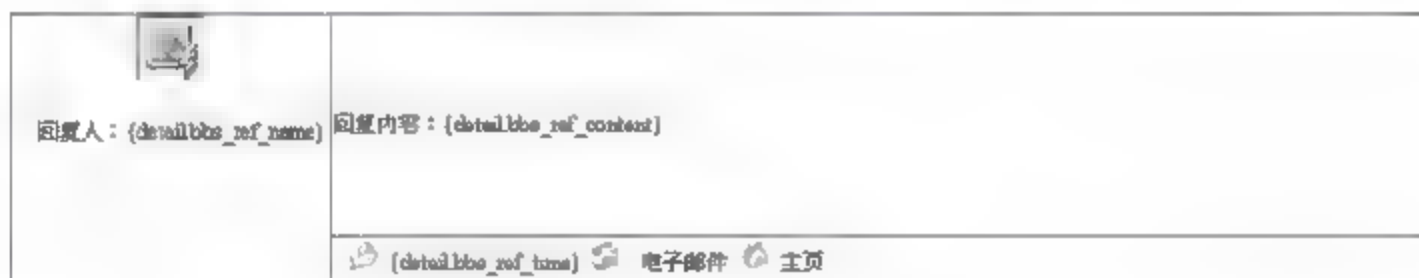 回复人：{detailbbs_ref_name}
回复内容：{detailbbs_ref_content}
{detailbbs_ref_time} 电子邮件 主页